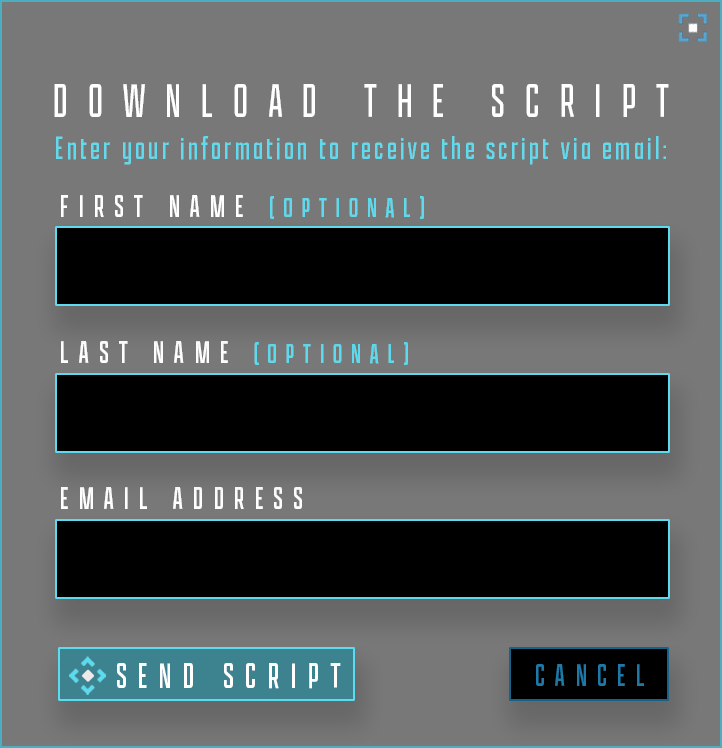 DOWNLOAD THE SCRIPT
Enter your information to receive the script via email:
FIRST NAME (OPTIONAL)
LAST NAME (OPTIONAL)
EMAIL ADDRESS
SEND SCRIPT
CANCEL